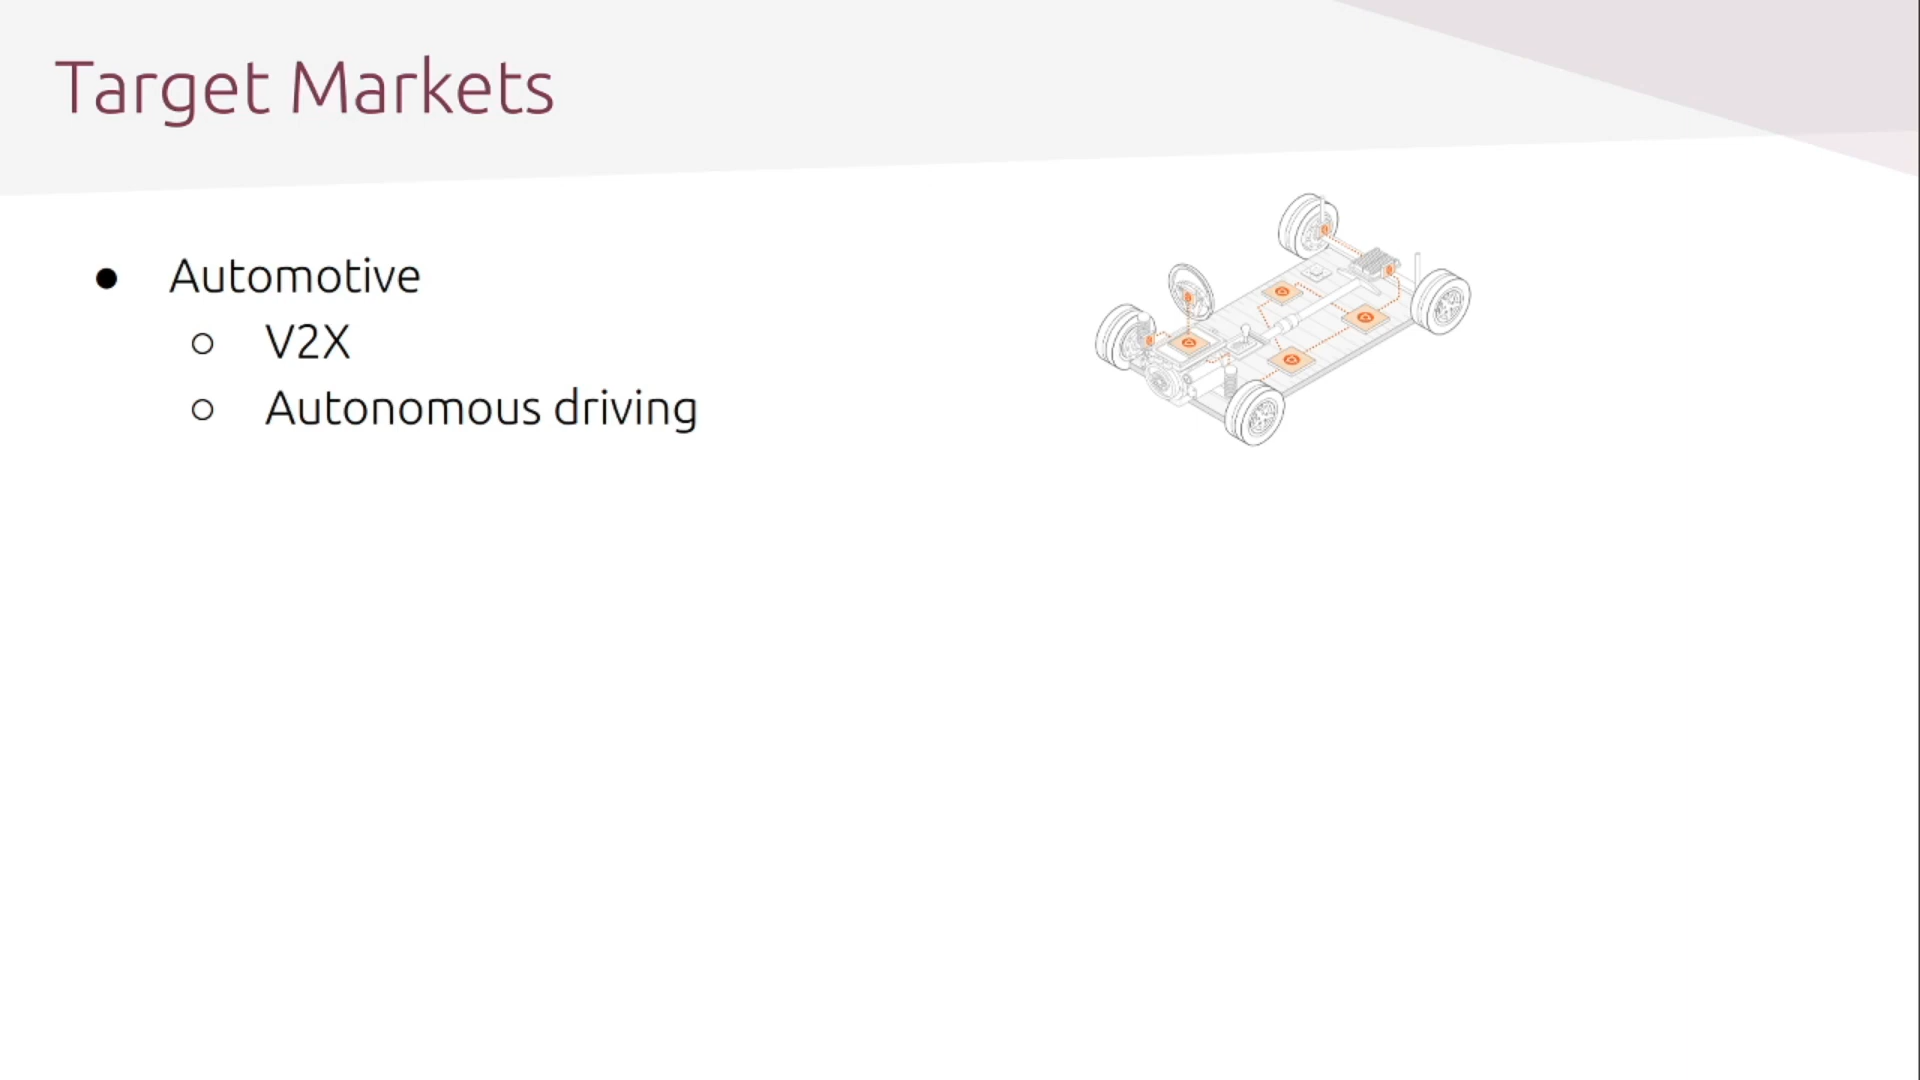 Target Markets
● Automotive
○ V2X
○ Autonomous driving